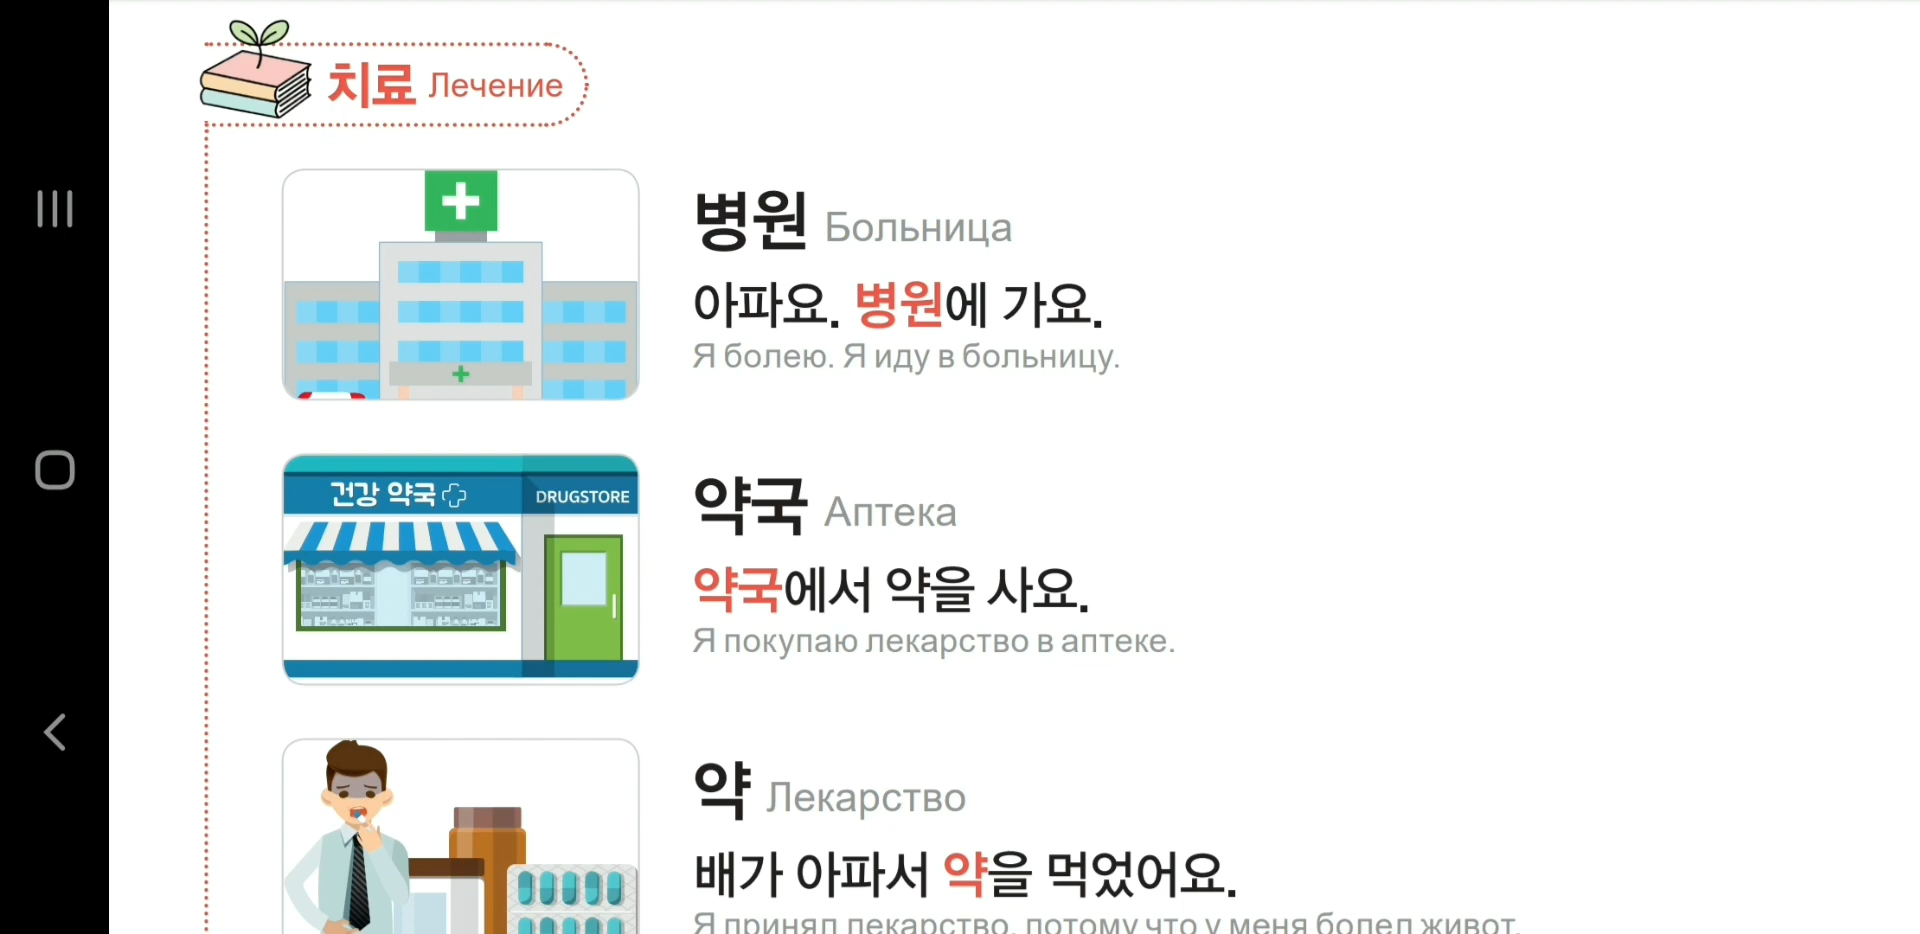 치료 Лечение
병원 Больница
아파요. 병원에 가요.
Я болею. Я иду в больницу.
건강 약국
DRUGSTORE
약국 Аптека
약국에서 약을 사요.
Я покупаю лекарство в аптеке.
약 Лекарство
배가 아파서 약을 먹었어요.
Я принял лекарство, потому что у меня болел живот.